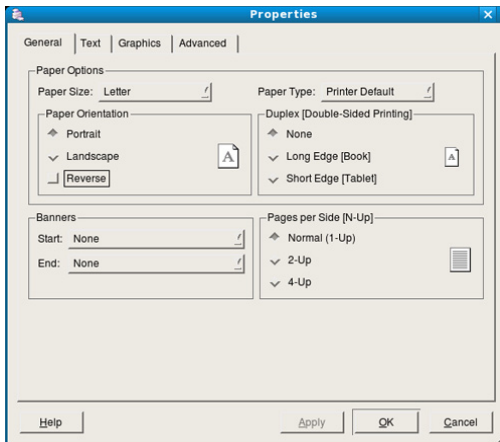 Properties
General Text Graphics Advanced
Paper Options
Paper Size: Letter
Paper Type: Printer Default
Paper Orientation
Portrait
Landscape
Reverse
A
Duplex [Double-Sided Printing]
None
Long Edge [Book]
Short Edge [Tablet]
A
Banners
Start: None
End: None
Pages per Side [N-Up]
Normal (1-Up)
2-Up
4-Up
Help Apply OK Cancel